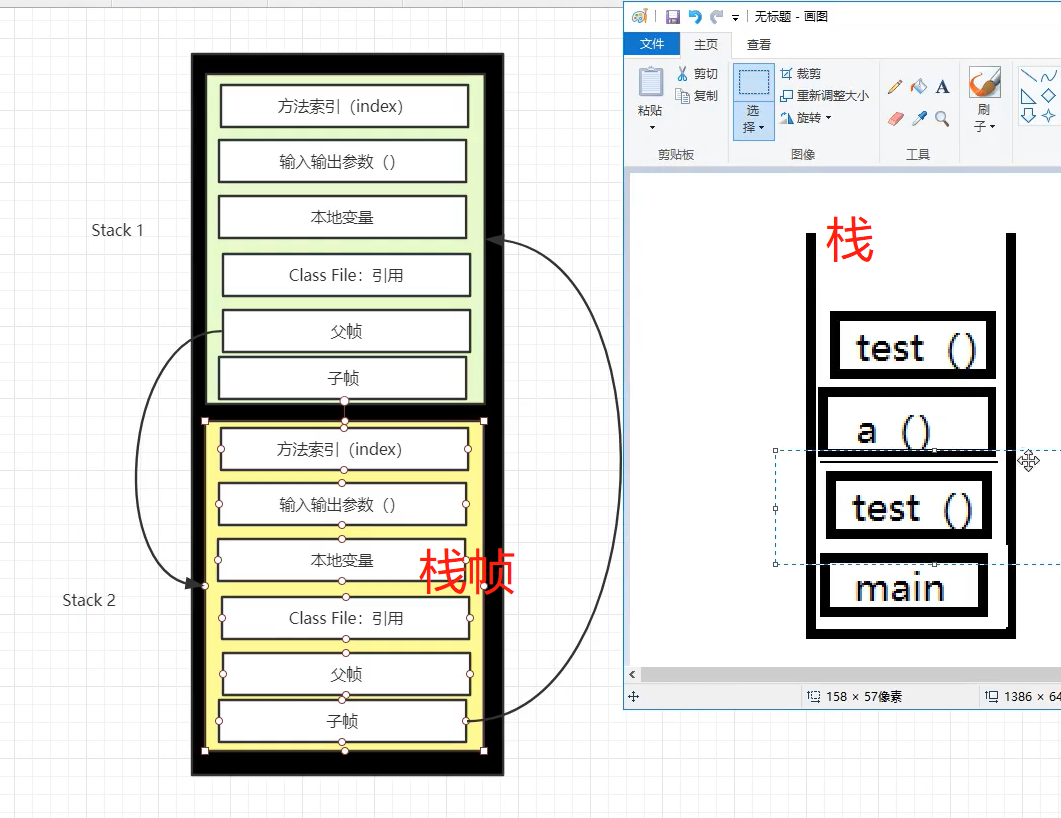 方法索引（index）
输入输出参数（）
本地变量
Class File：引用
父帧
子帧
Stack 1
方法索引（index）
输入输出参数（）
本地变量
栈帧
Class File：引用
父帧
子帧
Stack 2
无标题 - 画图
文件
主页
查看
粘贴
剪切
复制
剪贴板
选
择
裁剪
重新调整大小
旋转
图像
A
工具
刷
子
栈
test ()
a ()
test ()
main
158 × 57像素
1386 × 64